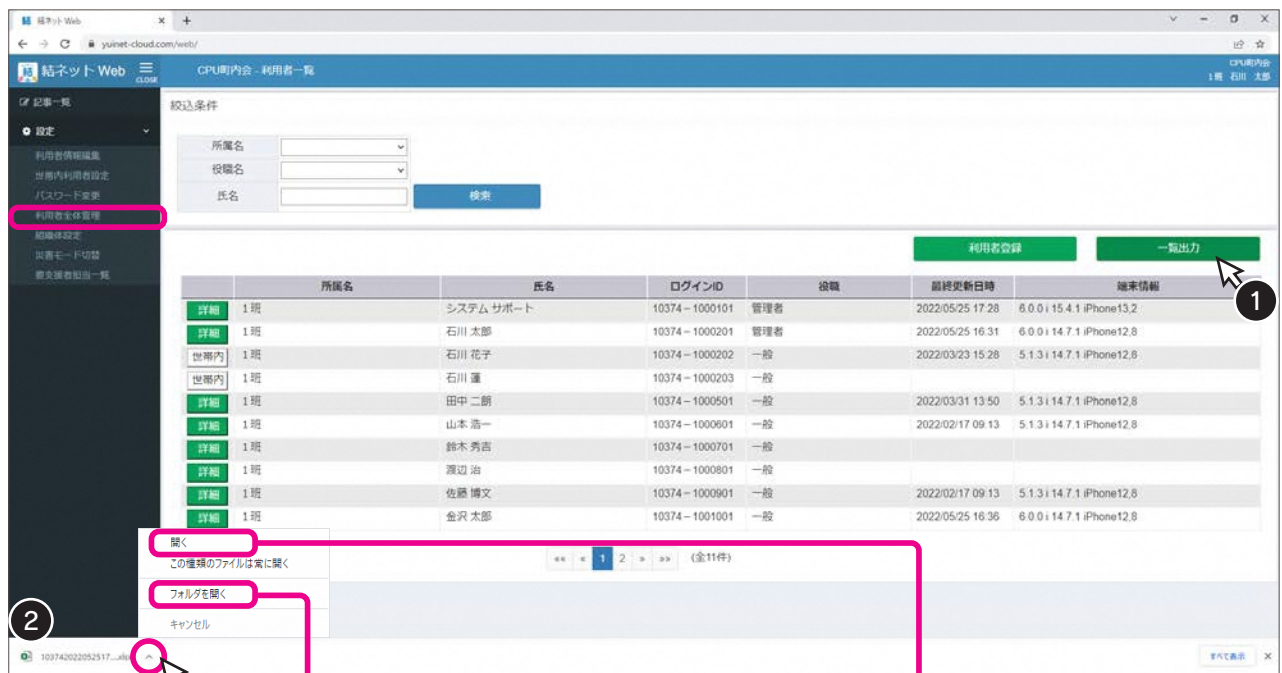 結ネット Web
yuinet-cloud.com/web/
結ネット Web
CLOSE
CPU町内会 - 利用者一覧
CPU町内会
1班 石川 太郎
記事一覧
設定
利用者情報編集
世帯内利用者設定
パスワード変更
利用者全体管理
組織体設定
災害モード切替
要支援者担当一覧
絞込条件
所属名
役職名
氏名
検索
利用者登録
一覧出力
1
所属名 氏名 ログインID 役職 最終更新日時 端末情報
詳細 1班 システム サポート 10374-1000101 管理者 2022/05/25 17:28 6.0.0 i 15.4.1 iPhone13,2
詳細 1班 石川 太郎 10374-1000201 管理者 2022/05/25 16:31 6.0.0 i 14.7.1 iPhone12,8
世帯内 1班 石川 花子 10374-1000202 一般 2022/03/23 15:28 5.1.3 i 14.7.1 iPhone12,8
世帯内 1班 石川 蓮 10374-1000203 一般
詳細 1班 田中 二朗 10374-1000501 一般 2022/03/31 13:50 5.1.3 i 14.7.1 iPhone12,8
詳細 1班 山本 浩一 10374-1000601 一般 2022/02/17 09:13 5.1.3 i 14.7.1 iPhone12,8
詳細 1班 鈴木 秀吉 10374-1000701 一般
詳細 1班 渡辺 治 10374-1000801 一般
詳細 1班 佐藤 博文 10374-1000901 一般 2022/02/17 09:13 5.1.3 i 14.7.1 iPhone12,8
詳細 1班 金沢 太郎 10374-1001001 一般 2022/05/25 16:36 6.0.0 i 14.7.1 iPhone12,8
«« « 1 2 » »» (全11件)
開く
この種類のファイルは常に開く
フォルダを開く
キャンセル
2
103742022052517....xlsx
すべて表示